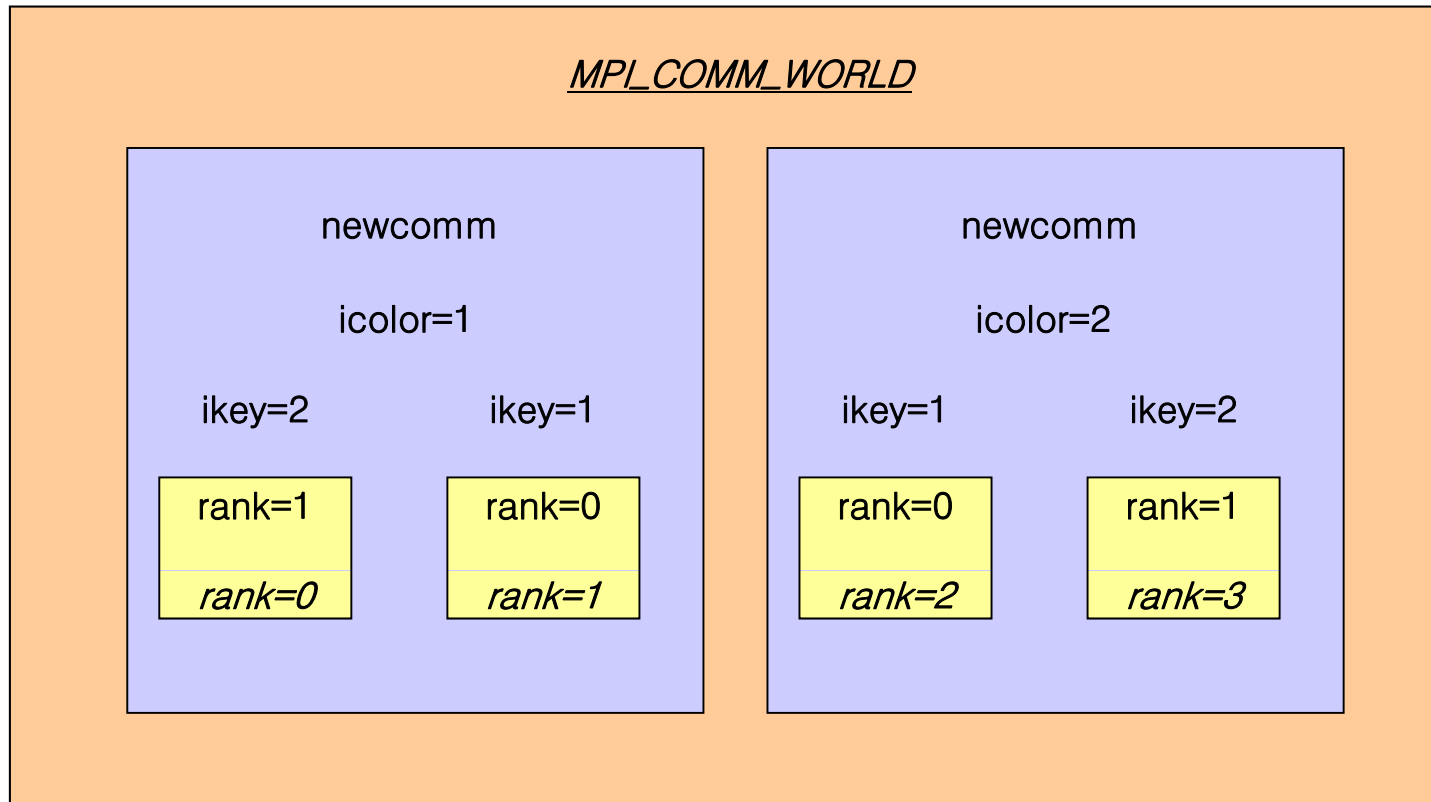 MPI_COMM_WORLD
newcomm newcomm
icolor=1 icolor=2
ikey=2 ikey=1 ikey=1 ikey=2
rank=1 rank=0 rank=0 rank=1
rank=0 rank=1 rank=2 rank=3